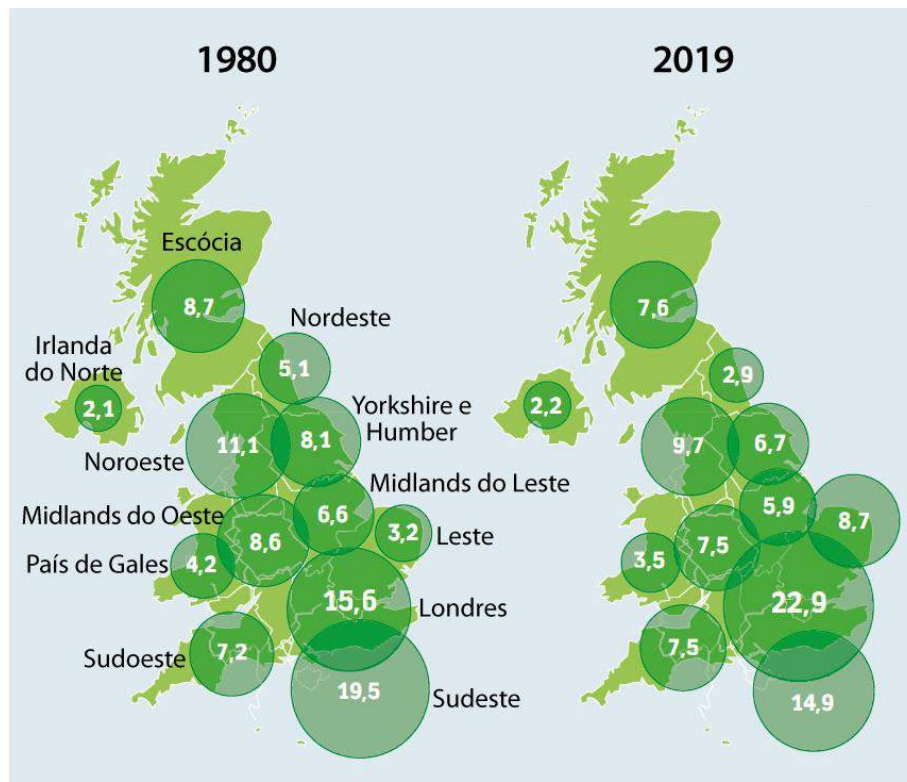 1980
Escócia
8,7
Nordeste
5,1
Irlanda
do Norte
2,1
Yorkshire e
Humber
8,1
Noroeste
11,1
Midlands do Leste
6,6
Midlands do Oeste
8,6
Leste
3,2
País de Gales
4,2
Londres
15,6
Sudoeste
7,2
Sudeste
19,5
2019
7,6
2,9
2,2
9,7
6,7
5,9
8,7
7,5
3,5
22,9
7,5
14,9